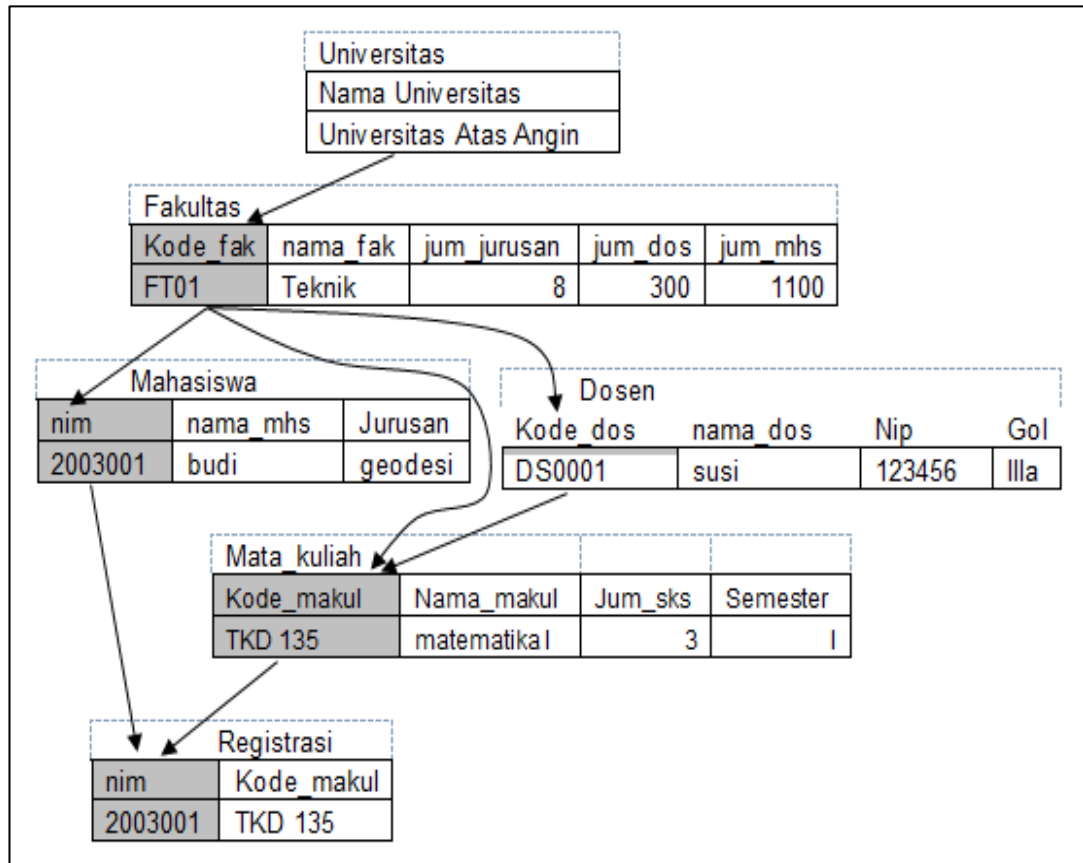 Universitas
Nama Universitas
Universitas Atas Angin
Fakultas
Kode_fak nama_fak jum_jurusan jum_dos jum_mhs
FT01 Teknik 8 300 1100
Mahasiswa
nim nama_mhs Jurusan
2003001 budi geodesi
Dosen
Kode_dos nama_dos Nip Gol
DS0001 susi 123456 IIIa
Mata_kuliah
Kode_makul Nama_makul Jum_sks Semester
TKD 135 matematika I 3 I
Registrasi
nim Kode_makul
2003001 TKD 135